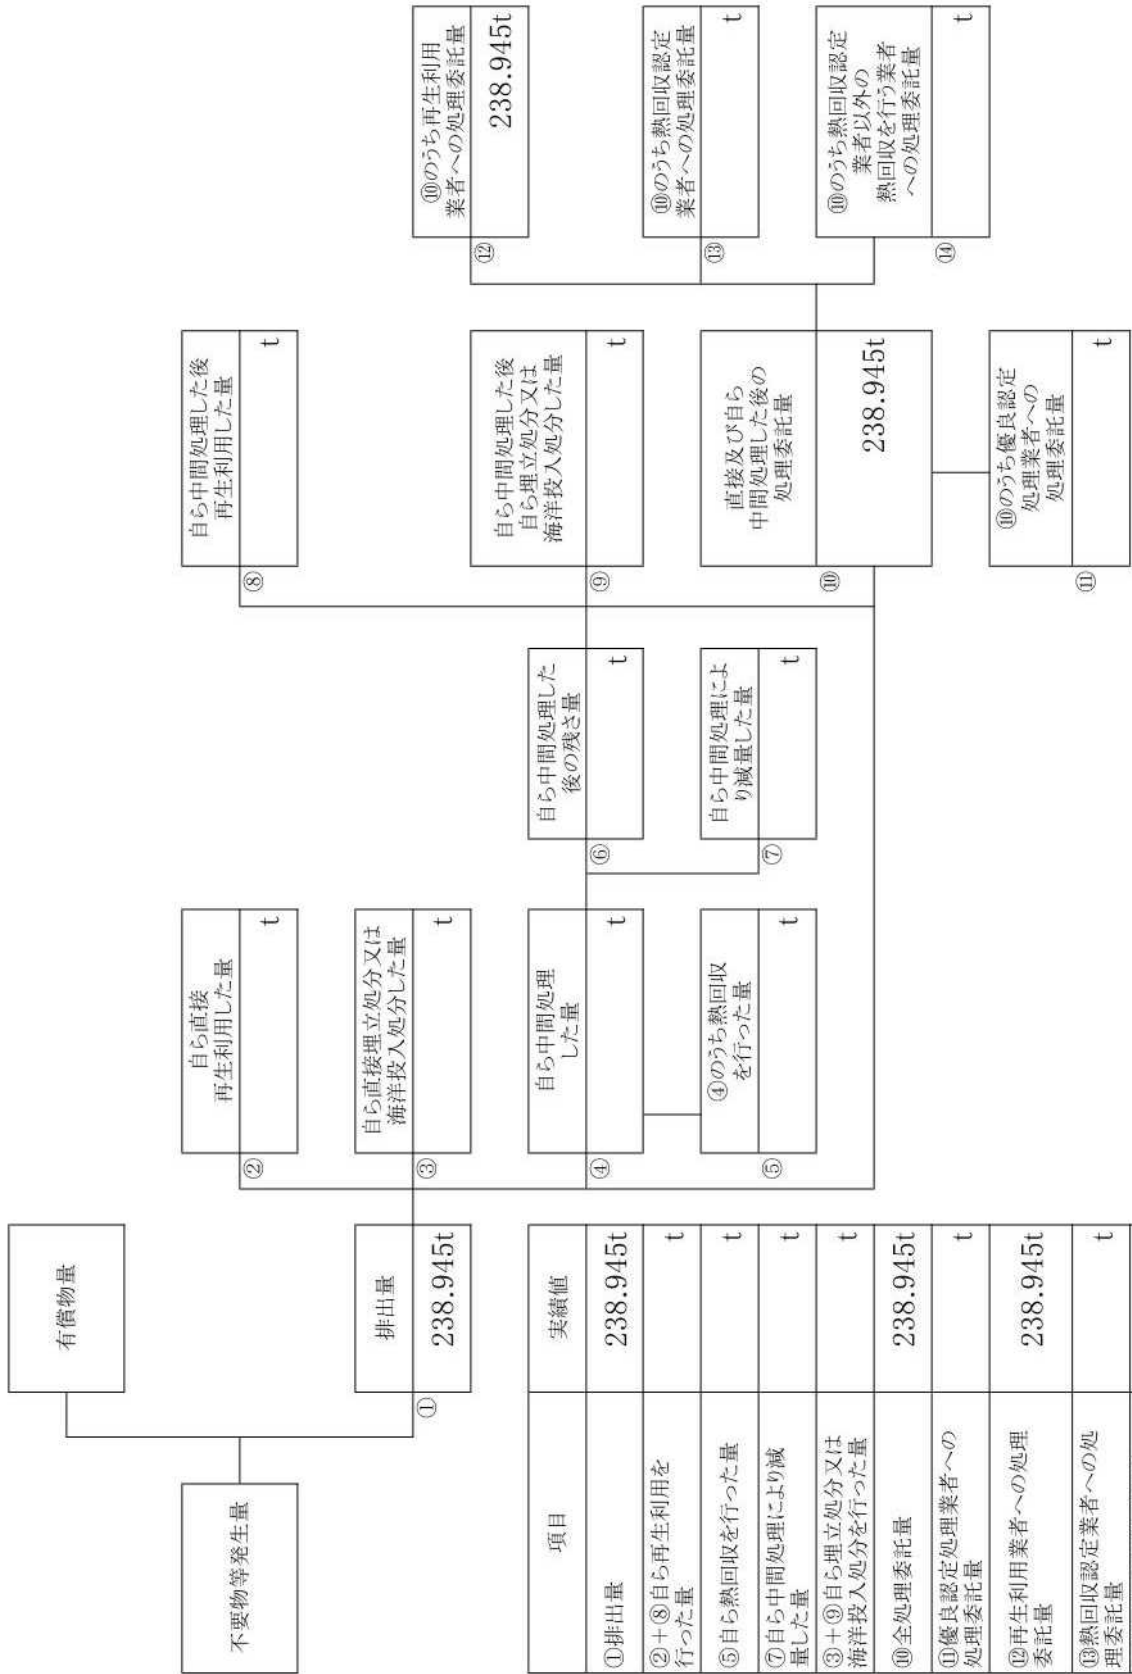 不要物等発生量
有償物量
①
排出量
238.945t
②
自ら直接
再生利用した量
t
③
自ら直接埋立処分又は
海洋投入処分した量
t
④
自ら中間処理
した量
t
⑤
④のうち熱回収
を行った量
t
⑥
自ら中間処理した
後の残さ量
t
⑦
自ら中間処理によ
り減量した量
t
⑧
自ら中間処理した後
再生利用した量
t
⑨
自ら中間処理した後
自ら埋立処分又は
海洋投入処分した量
t
⑩
直接及び自ら
中間処理した後の
処理委託量
238.945t
⑪
⑩のうち優良認定
処理業者への
処理委託量
t
⑫
⑩のうち再生利用
業者への処理委託量
238.945t
⑬
⑩のうち熱回収認定
業者への処理委託量
t
⑭
⑩のうち熱回収認定
業者以外の
熱回収を行う業者
への処理委託量
t
項目 実績値
①排出量 238.945t
②+⑧自ら再生利用を
行った量
t
⑤自ら熱回収を行った量 t
⑦自ら中間処理により減
量した量
t
③+⑨自ら埋立処分又は
海洋投入処分を行った量
t
⑩全処理委託量 238.945t
⑪優良認定処理業者への
処理委託量
t
⑫再生利用業者への処理
委託量
238.945t
⑬熱回収認定業者への処
理委託量
t